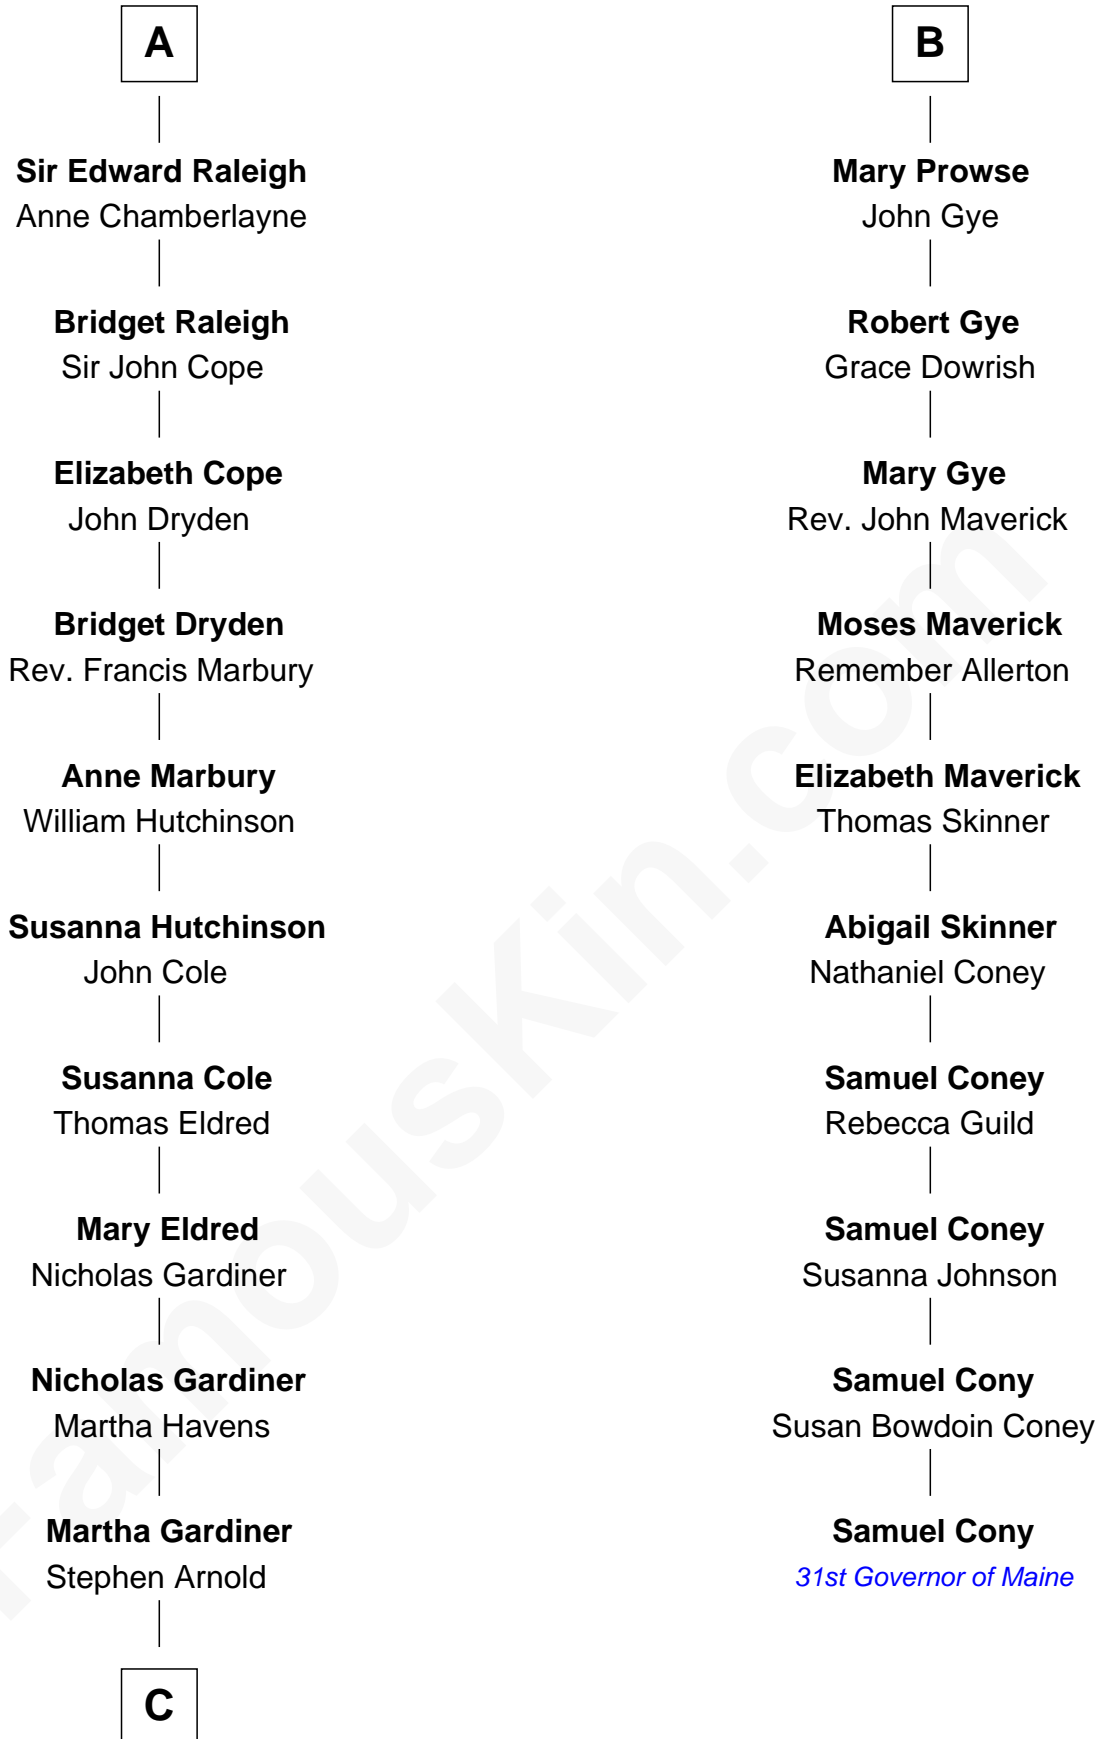 A
Sir Edward Raleigh
Anne Chamberlayne
Bridget Raleigh
Sir John Cope
Elizabeth Cope
John Dryden
Bridget Dryden
Rev. Francis Marbury
Anne Marbury
William Hutchinson
Susanna Hutchinson
John Cole
Susanna Cole
Thomas Eldred
Mary Eldred
Nicholas Gardiner
Nicholas Gardiner
Martha Havens
Martha Gardiner
Stephen Arnold
C
B
Mary Prowse
John Gye
Robert Gye
Grace Dowrish
Mary Gye
Rev. John Maverick
Moses Maverick
Remember Allerton
Elizabeth Maverick
Thomas Skinner
Abigail Skinner
Nathaniel Coney
Samuel Coney
Rebecca Guild
Samuel Coney
Susanna Johnson
Samuel Cony
Susan Bowdoin Coney
Samuel Cony
31st Governor of Maine
FamousKin.com